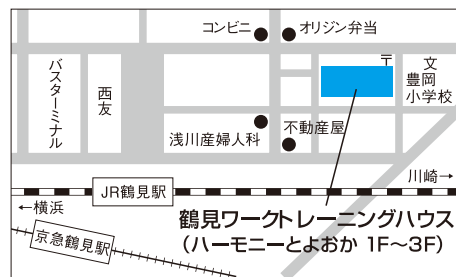 コンビニ
オリジン弁当
〒
文
豊岡
小学校
バスターミナル
西友
浅川産婦人科
不動産屋
川崎→
JR鶴見駅
←横浜
鶴見ワークトレーニングハウス
(ハーモニーとよおか 1F〜3F)
京急鶴見駅